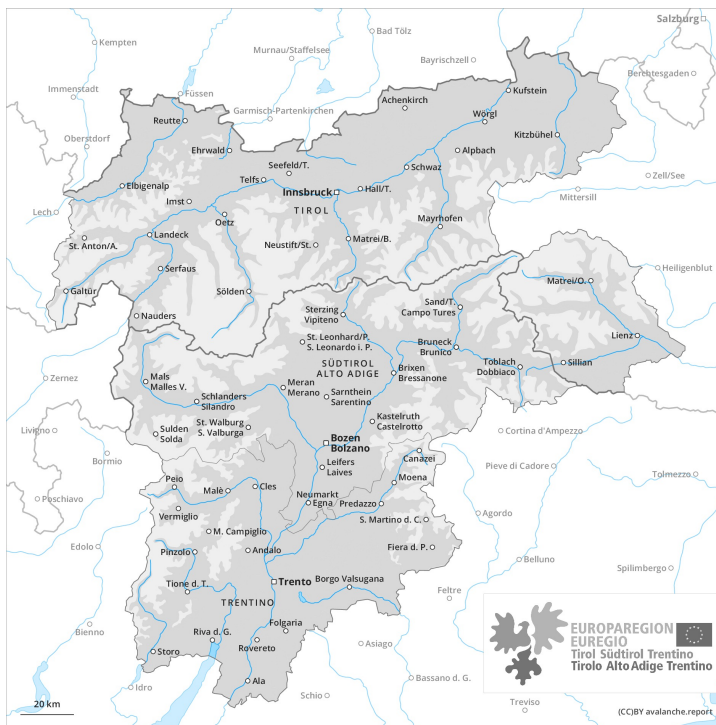 Salzburg
Kempten
Bad Tölz
Murnau/Staffelsee
Bayrischzell
Berchtesgaden
Immenstadt
Füssen
Garmisch-Partenkirchen
Achenkirch
Kufstein
Reutte
Wörgl
Oberstdorf
Kitzbühel
Ehrwald
Alpbach
Seefeld/T.
Schwaz
Zell/See
Telfs
Elbigenalp
Innsbruck
Hall/T.
Mittersill
Imst
TIROL
Lech
Oetz
Mayrhofen
Landeck
St. Anton/A.
Neustift/St.
Matrei/B.
Serfaus
Heiligenblut
Galtür
Sölden
Matrei/O.
Nauders
Sterzing
Vipiteno
Sand/T.
Campo Tures
St. Leonhard/P.
S. Leonardo i. P.
Bruneck
Brunico
Lienz
SÜDTIROL
ALTO ADIGE
Toblach
Dobbiaco
Sillian
Brixen
Bressanone
Zernez
Mals
Malles V.
Meran
Merano
Sarnthein
Sarentino
Schlanders
Silandro
St. Walburg
S. Valburga
Kastelruth
Castelrotto
Livigno
Sulden
Solda
Cortina d'Ampezzo
Bozen
Bolzano
Bormio
Canazei
Leifers
Laives
Pieve di Cadore
Tolmezzo
Peio
Moena
Malè
Cles
Poschiavo
Neumarkt
Egna
Predazzo
Vermiglio
Agordo
S. Martino d. C.
M. Campiglio
Edolo
Pinzolo
Andalo
Fiera d. P.
Belluno
Spilimbergo
Trento
Borgo Valsugana
Tione d. T.
Feltre
TRENTINO
Folgaria
Bienno
Riva d. G.
Rovereto
Asiago
Storo
Ala
Bassano d. G.
Idro
Schio
Treviso
EUROPAREGION
EUREGIO
Tirol Südtirol Trentino
Tirolo Alto Adige Trentino
20 km
(CC)BY avalanche.report